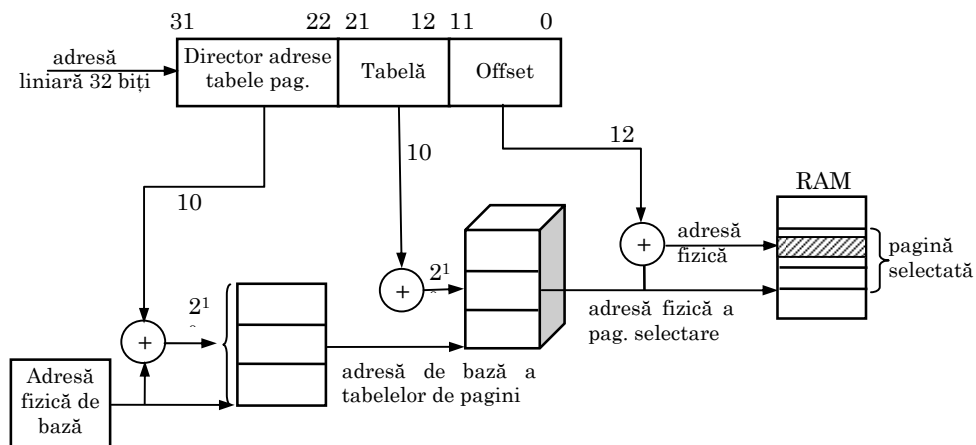 31 22 21 12 11 0
adresă
liniară 32 biți
Director adrese
tabele pag.
Tabelă
Offset
10
10
12
RAM
+
adresă
fizică
pagină
selectată
+
2¹
+
2¹
adresă fizică a
pag. selectare
adresă de bază a
tabelelor de pagini
Adresă
fizică de
bază